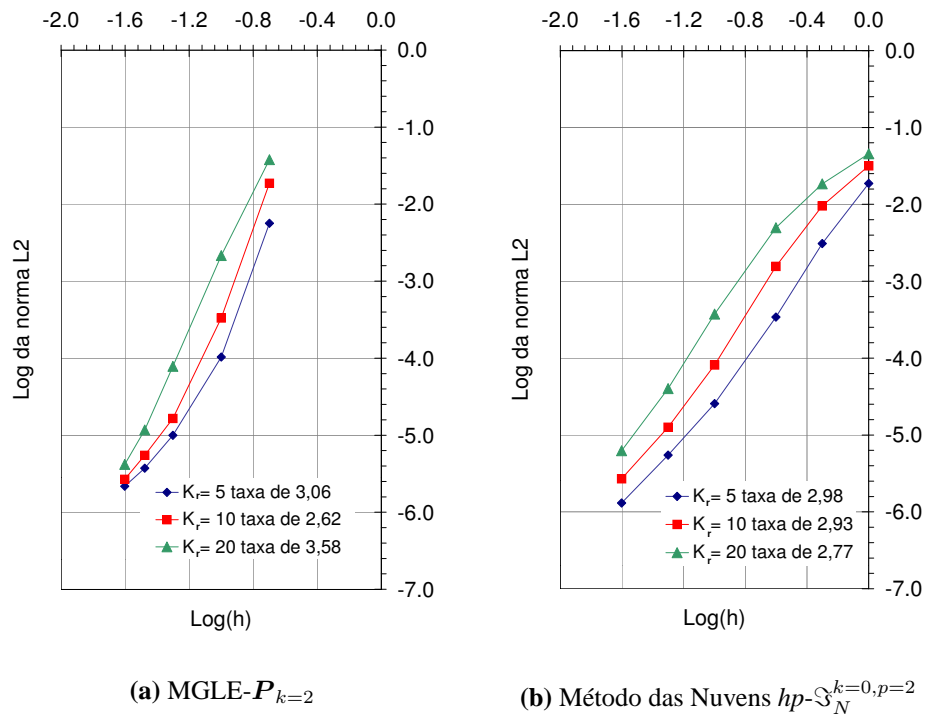 -2.0 -1.6 -1.2 -0.8 -0.4 0.0
0.0
-1.0
-2.0
-3.0
-4.0
-5.0
-6.0
-7.0
Log da norma L2
Kr= 5 taxa de 3,06
Kr= 10 taxa de 2,62
Kr= 20 taxa de 3,58
Log(h)
(a) MGLE-P k=2
-2.0 -1.6 -1.2 -0.8 -0.4 0.0
0.0
-1.0
-2.0
-3.0
-4.0
-5.0
-6.0
-7.0
Log da norma L2
Kr= 5 taxa de 2,98
Kr= 10 taxa de 2,93
Kr= 20 taxa de 2,77
Log(h)
(b) Método das Nuvens hp-ℑ_N^{k=0,p=2}